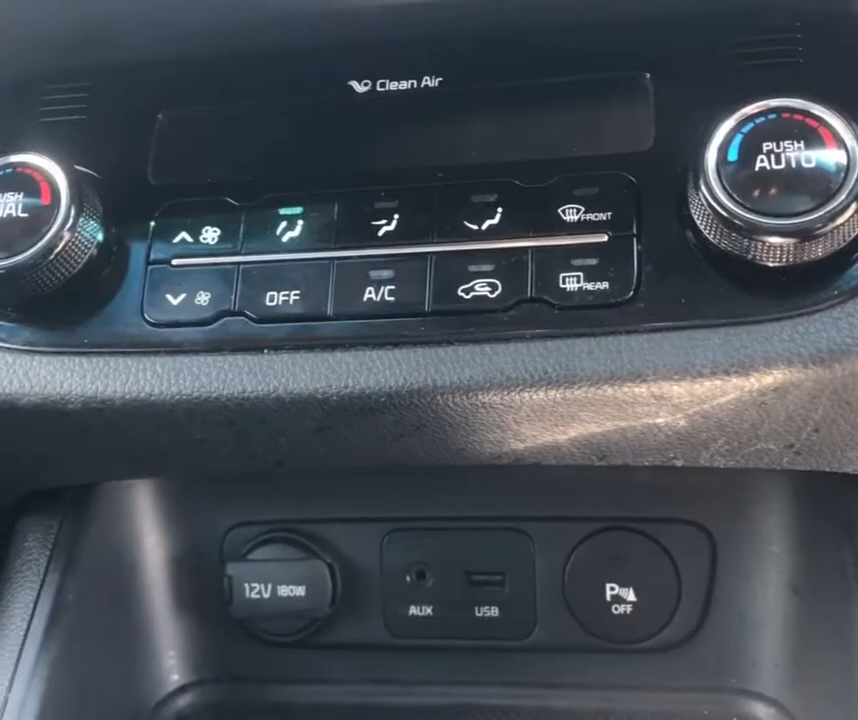 Clean Air
PUSH
AUTO
FRONT
OFF
A/C
REAR
12V 180W
AUX
USB
P
OFF